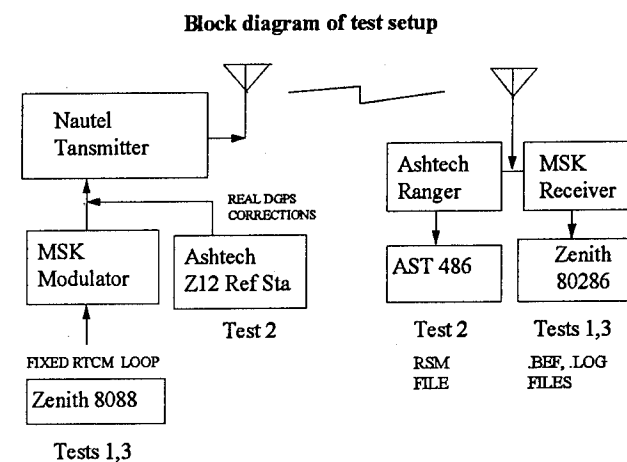 Block diagram of test setup
Nautel
Tansmitter
REAL DGPS
CORRECTIONS
MSK
Modulator
Ashtech
Z12 Ref Sta
Test 2
FIXED RTCM LOOP
Zenith 8088
Tests 1,3
Ashtech
Ranger
MSK
Receiver
AST 486
Zenith
80286
Test 2
Tests 1,3
RSM
FILE
.BEF, .LOG
FILES